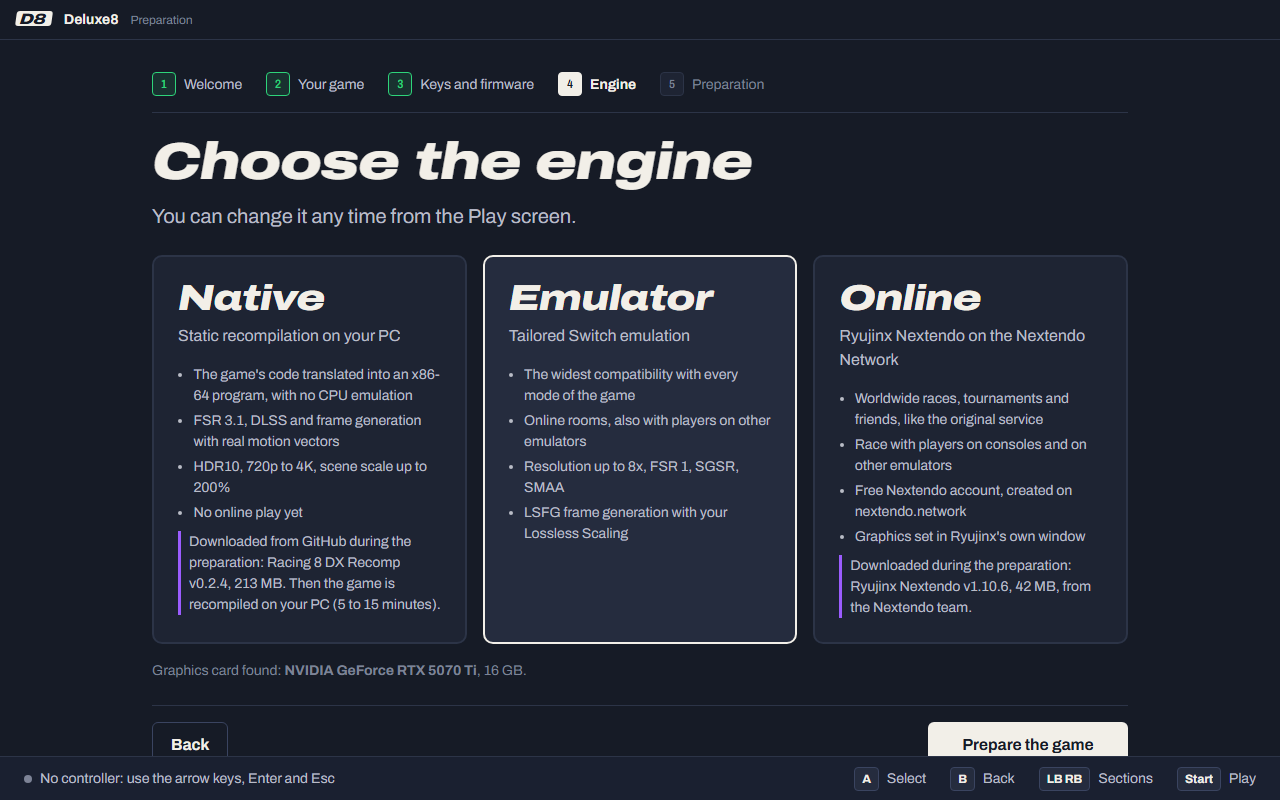 D8 Deluxe8 Preparation
1 Welcome 2 Your game 3 Keys and firmware 4 Engine 5 Preparation
Choose the engine
You can change it any time from the Play screen.
Native
Static recompilation on your PC
• The game's code translated into an x86-
64 program, with no CPU emulation
• FSR 3.1, DLSS and frame generation
with real motion vectors
• HDR10, 720p to 4K, scene scale up to
200%
• No online play yet
Downloaded from GitHub during the
preparation: Racing 8 DX Recomp
v0.2.4, 213 MB. Then the game is
recompiled on your PC (5 to 15 minutes).
Emulator
Tailored Switch emulation
• The widest compatibility with every
mode of the game
• Online rooms, also with players on other
emulators
• Resolution up to 8x, FSR 1, SGSR,
SMAA
• LSFG frame generation with your
Lossless Scaling
Online
Ryujinx Nextendo on the Nextendo
Network
• Worldwide races, tournaments and
friends, like the original service
• Race with players on consoles and on
other emulators
• Free Nextendo account, created on
nextendo.network
• Graphics set in Ryujinx's own window
Downloaded during the preparation:
Ryujinx Nextendo v1.10.6, 42 MB, from
the Nextendo team.
Graphics card found: NVIDIA GeForce RTX 5070 Ti, 16 GB.
Back Prepare the game
No controller: use the arrow keys, Enter and Esc A Select B Back LB RB Sections Start Play